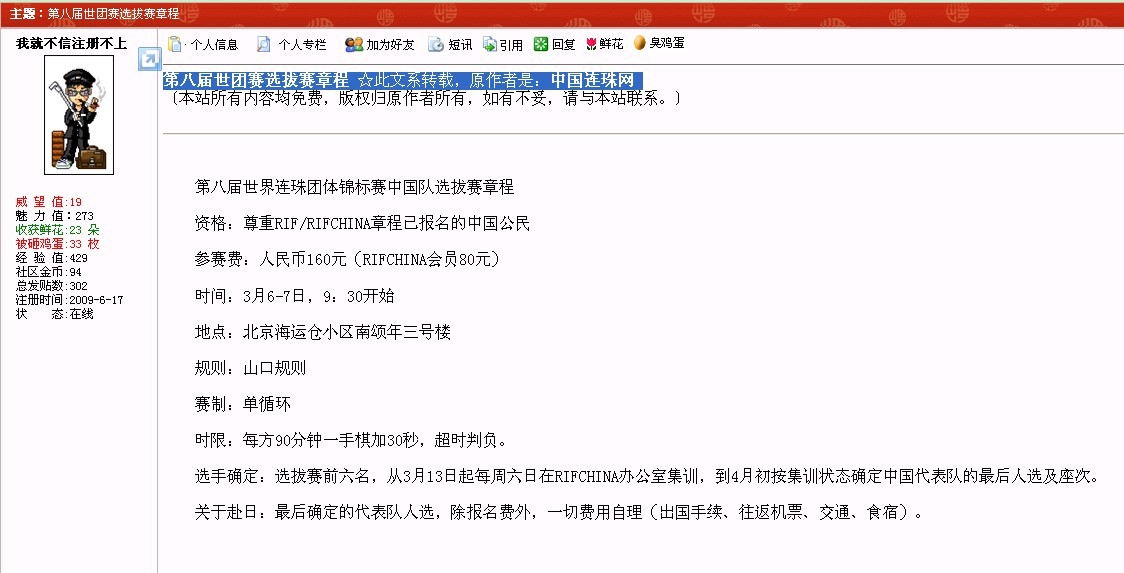 主题：第八届世团赛选拔赛章程
我就不信注册不上
个人信息 个人专栏 加为好友 短讯 引用 回复 鲜花 臭鸡蛋
第八届世团赛选拔赛章程 ☆此文系转载，原作者是：中国连珠网
〔本站所有内容均免费，版权归原作者所有，如有不妥，请与本站联系。〕
威 望 值:19
魅 力 值：273
收获鲜花:23 朵
被砸鸡蛋:33 枚
经 验 值:429
社区金币:94
总发贴数:302
注册时间:2009-6-17
状 态:在线
第八届世界连珠团体锦标赛中国队选拔赛章程
资格：尊重RIF/RIFCHINA章程已报名的中国公民
参赛费：人民币160元（RIFCHINA会员80元）
时间：3月6-7日，9：30开始
地点：北京海运仓小区南颂年三号楼
规则：山口规则
赛制：单循环
时限：每方90分钟一手棋加30秒，超时判负。
选手确定：选拔赛前六名，从3月13日起每周六日在RIFCHINA办公室集训，到4月初按集训状态确定中国代表队的最后人选及座次。
关于赴日：最后确定的代表队人选，除报名费外，一切费用自理（出国手续、往返机票、交通、食宿）。